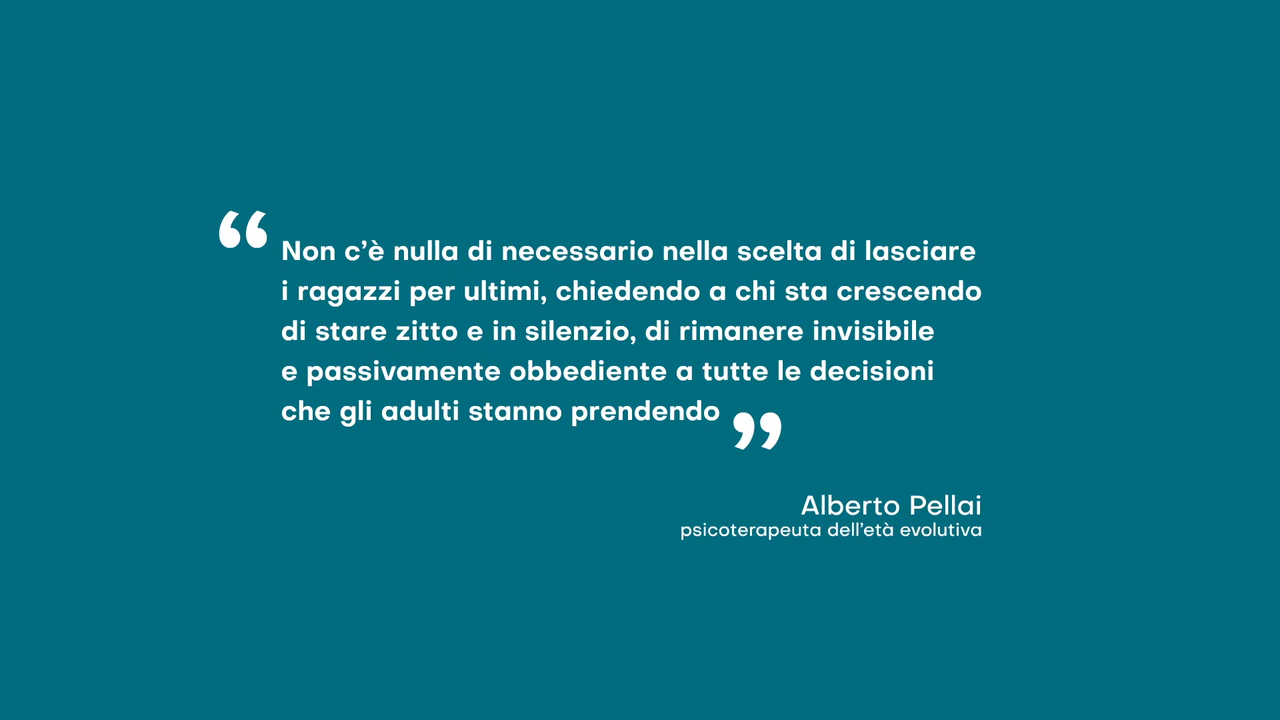 “Non c’è nulla di necessario nella scelta di lasciare
i ragazzi per ultimi, chiedendo a chi sta crescendo
di stare zitto e in silenzio, di rimanere invisibile
e passivamente obbediente a tutte le decisioni
che gli adulti stanno prendendo”
Alberto Pellai
psicoterapeuta dell’età evolutiva